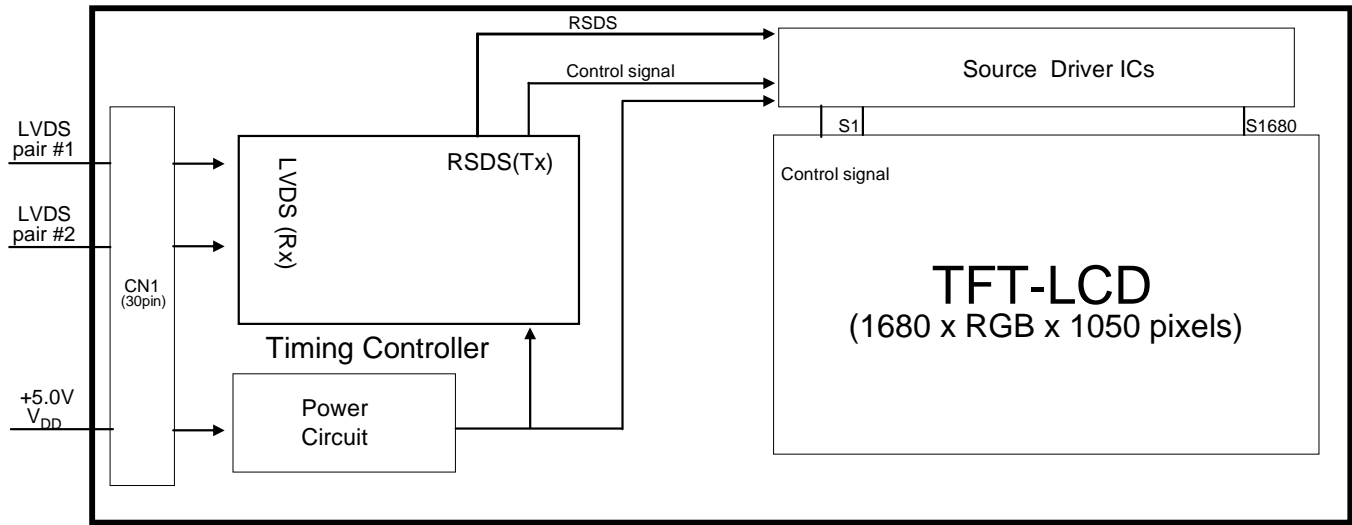 RSDS
Control signal
Source Driver ICs
S1
S1680
LVDS
pair #1
LVDS
pair #2
CN1
(30pin)
LVDS (Rx)
RSDS(Tx)
Timing Controller
Control signal
TFT-LCD
(1680 x RGB x 1050 pixels)
+5.0V
VDD
Power
Circuit